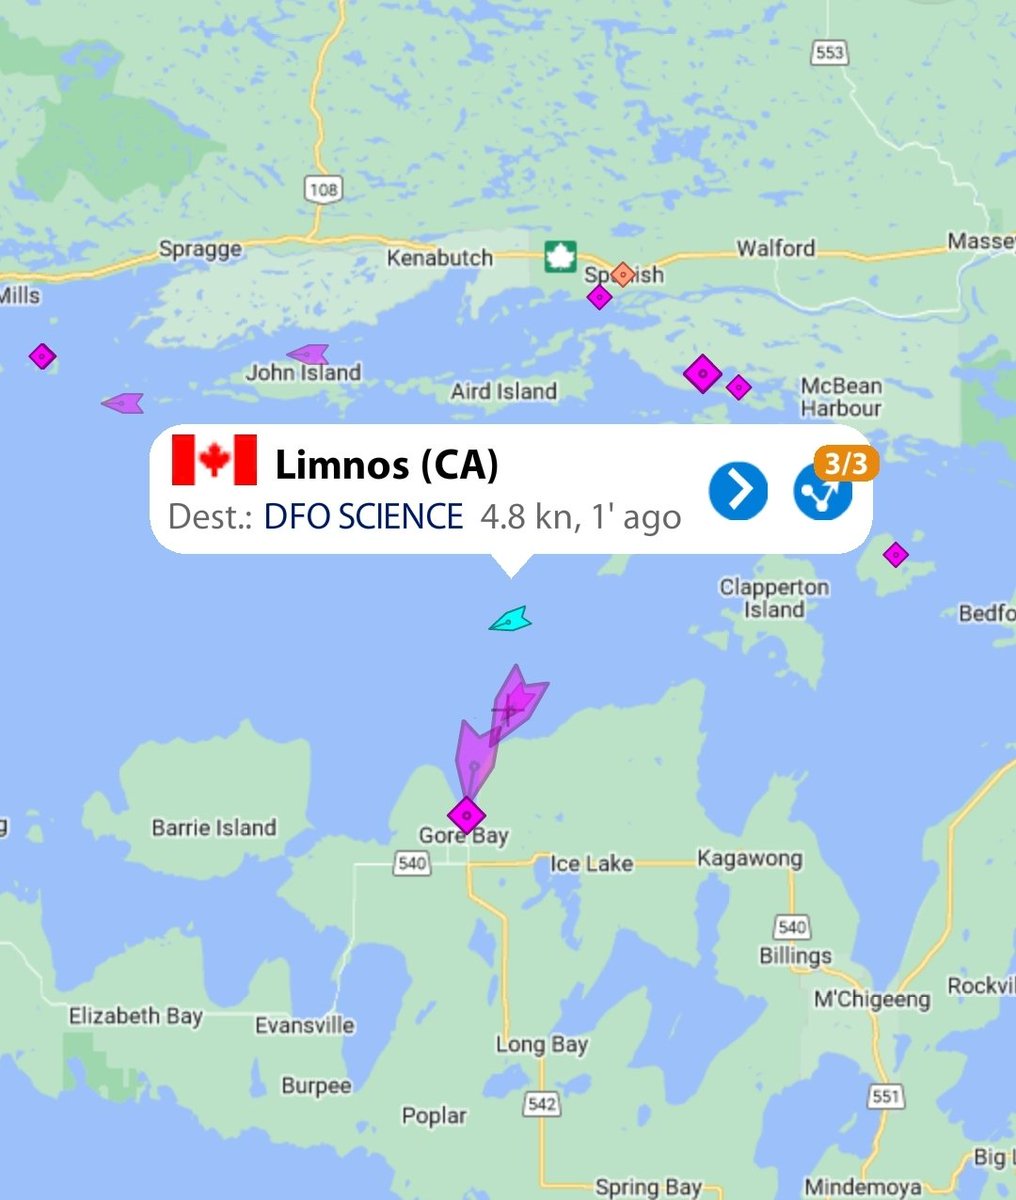 553
108
Spragge
Kenabutch
Walford
Masse
Spanish
Mills
John Island
Aird Island
McBean
Harbour
Limnos (CA)
3/3
Dest.: DFO SCIENCE 4.8 kn, 1' ago
Clapperton
Island
Bedfo
Barrie Island
g
Gore Bay
540
Ice Lake
Kagawong
540
Billings
M'Chigeeng
Rockvil
Elizabeth Bay
Evansville
Long Bay
Burpee
Poplar
542
551
Big L
Spring Bay
Mindemoya